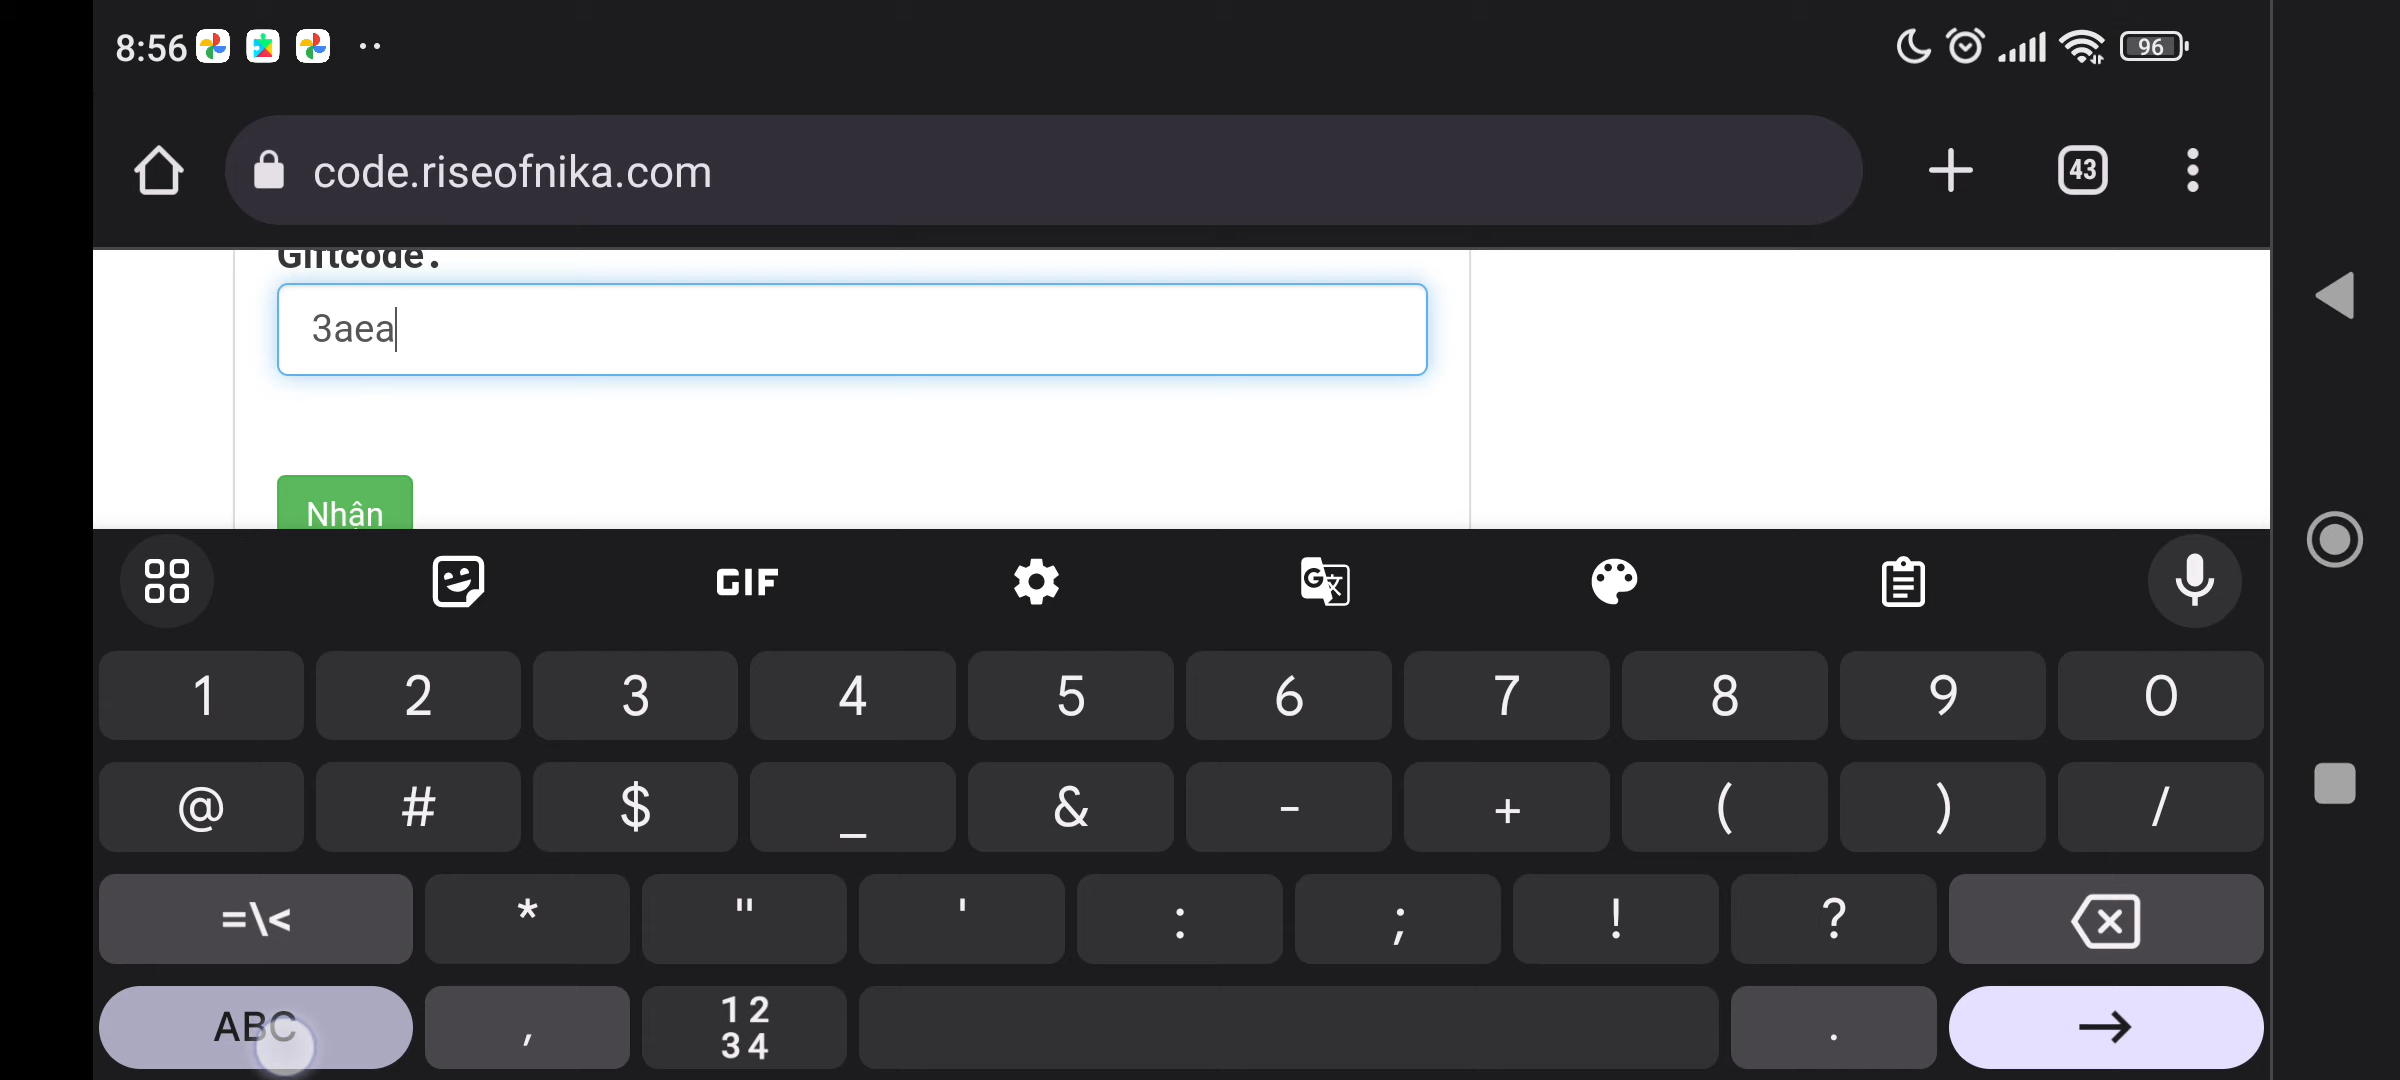 8:56 96
code.riseofnika.com 43
Giftcode.
3aea
Nhận
GIF G
1 2 3 4 5 6 7 8 9 0
@ # $ _ & - + ( ) /
=\< * " ' : ; ! ?
ABC , 12 .
34